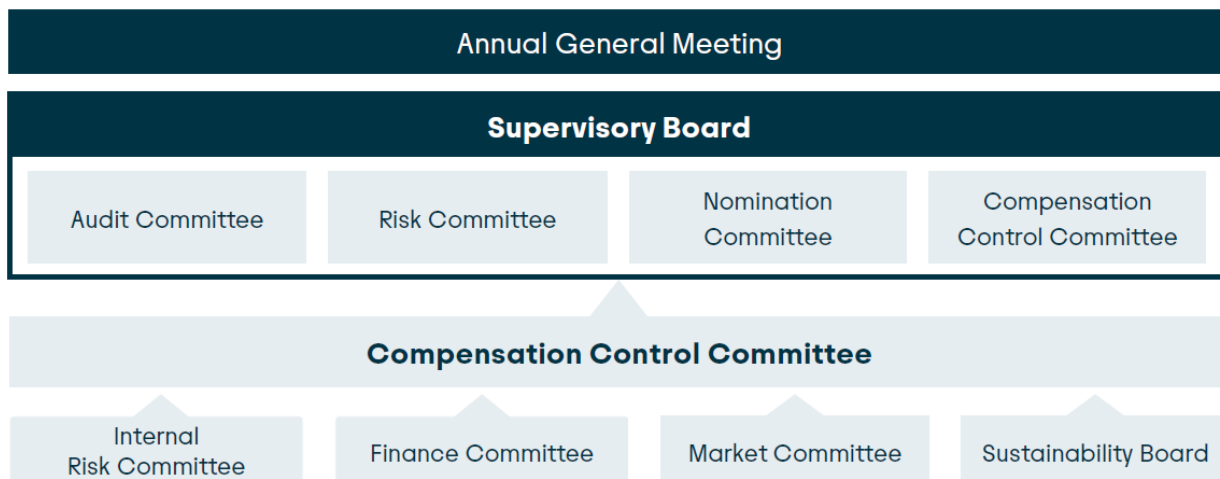 Annual General Meeting
Supervisory Board
Audit Committee
Risk Committee
Nomination
Committee
Compensation
Control Committee
Compensation Control Committee
Internal
Risk Committee
Finance Committee
Market Committee
Sustainability Board